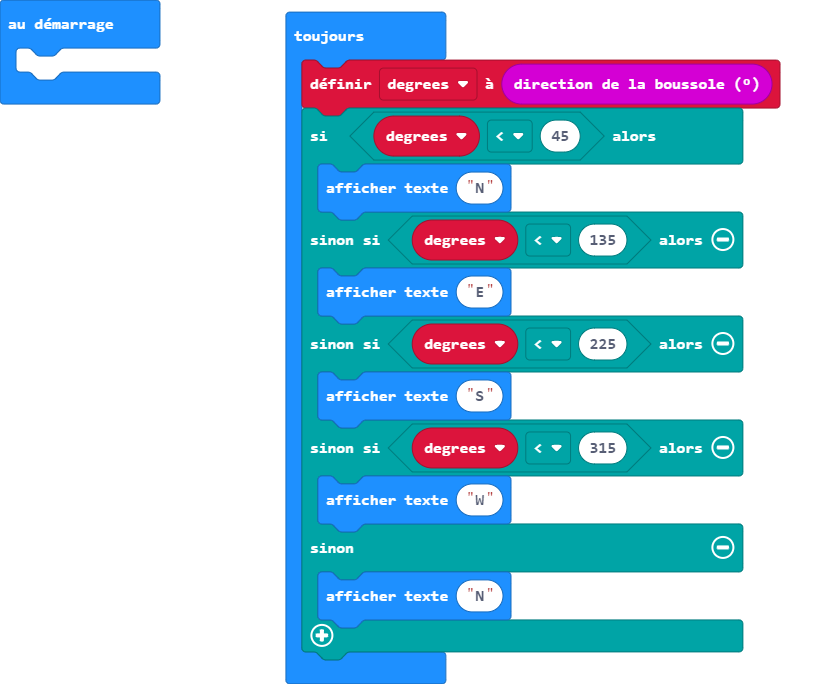 au démarrage
toujours
définir degrees à direction de la boussole (º)
si degrees < 45 alors
afficher texte "N"
sinon si degrees < 135 alors
afficher texte "E"
sinon si degrees < 225 alors
afficher texte "S"
sinon si degrees < 315 alors
afficher texte "W"
sinon
afficher texte "N"